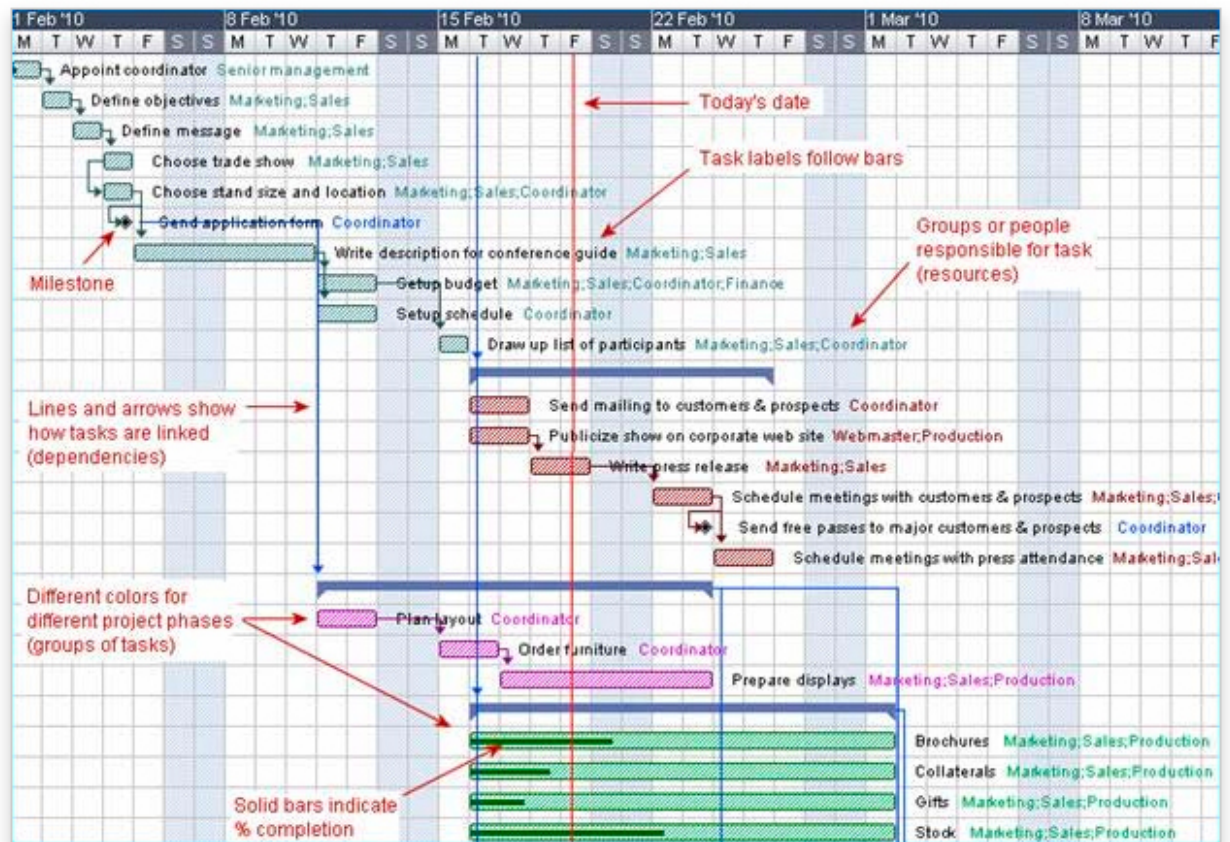 1 Feb '10 8 Feb '10 15 Feb '10 22 Feb '10 1 Mar '10 8 Mar '10
M T W T F S S M T W T F S S M T W T F S S M T W T F S S M T W T F S S M T W T F
Appoint coordinator Senior management
Define objectives Marketing;Sales
Today's date
Define message Marketing;Sales
Choose trade show Marketing;Sales
Task labels follow bars
Choose stand size and location Marketing;Sales;Coordinator
Send application form Coordinator
Groups or people
responsible for task
(resources)
Write description for conference guide Marketing;Sales
Milestone
Setup budget Marketing;Sales;Coordinator;Finance
Setup schedule Coordinator
Draw up list of participants Marketing;Sales;Coordinator
Lines and arrows show
how tasks are linked
(dependencies)
Send mailing to customers & prospects Coordinator
Publicize show on corporate web site Webmaster;Production
Write press release Marketing;Sales
Schedule meetings with customers & prospects Marketing;Sales;
Send free passes to major customers & prospects Coordinator
Schedule meetings with press attendance Marketing;Sal
Different colors for
different project phases
(groups of tasks)
Plan layout Coordinator
Order furniture Coordinator
Prepare displays Marketing;Sales;Production
Brochures Marketing;Sales;Production
Collaterals Marketing;Sales;Production
Gifts Marketing;Sales;Production
Solid bars indicate
% completion
Stock Marketing;Sales;Production